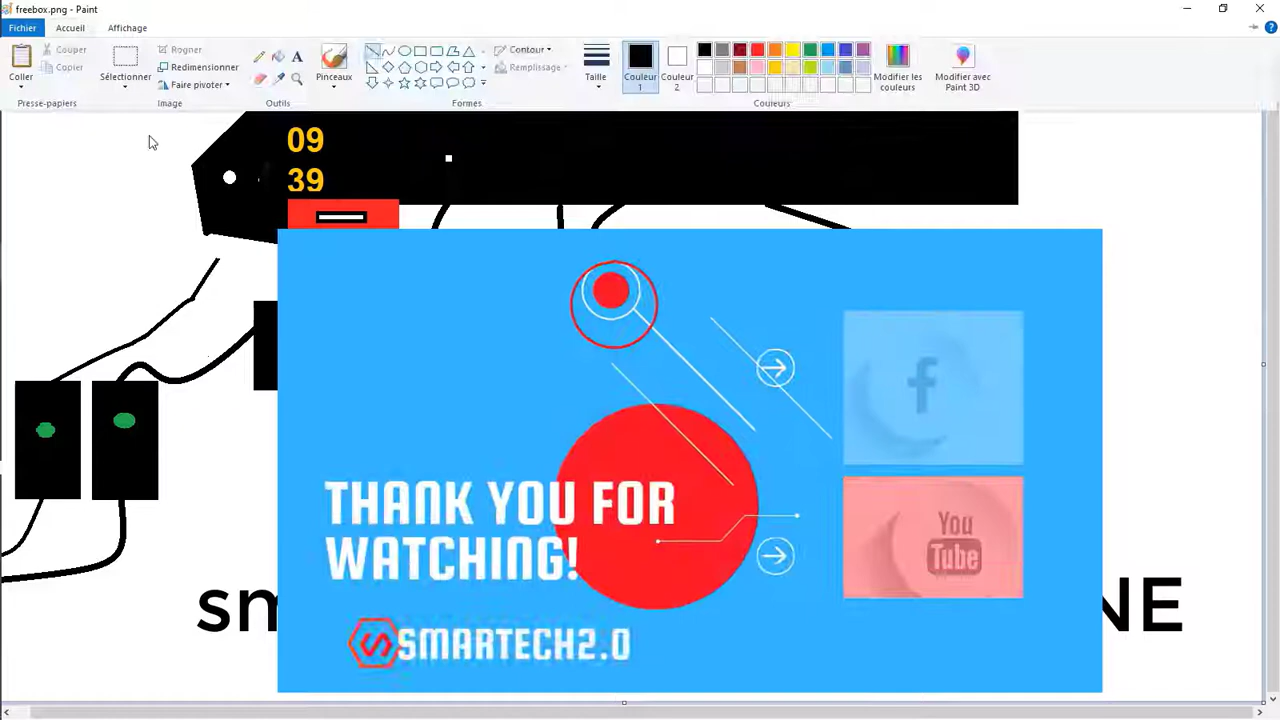 freebox.png - Paint
Fichier Accueil Affichage
Coller
Couper
Copier
Presse-papiers
Sélection
Rogner
Redimensionner
Faire pivoter
Image
A
Outils
Pinceaux
Contour
Remplissage
Formes
Taille
Couleur 1
Couleur 2
Modifier les couleurs
Modifier avec Paint 3D
Couleurs
09
39
f
THANK YOU FOR
WATCHING!
You
Tube
SMARTECH2.0
sm
NE